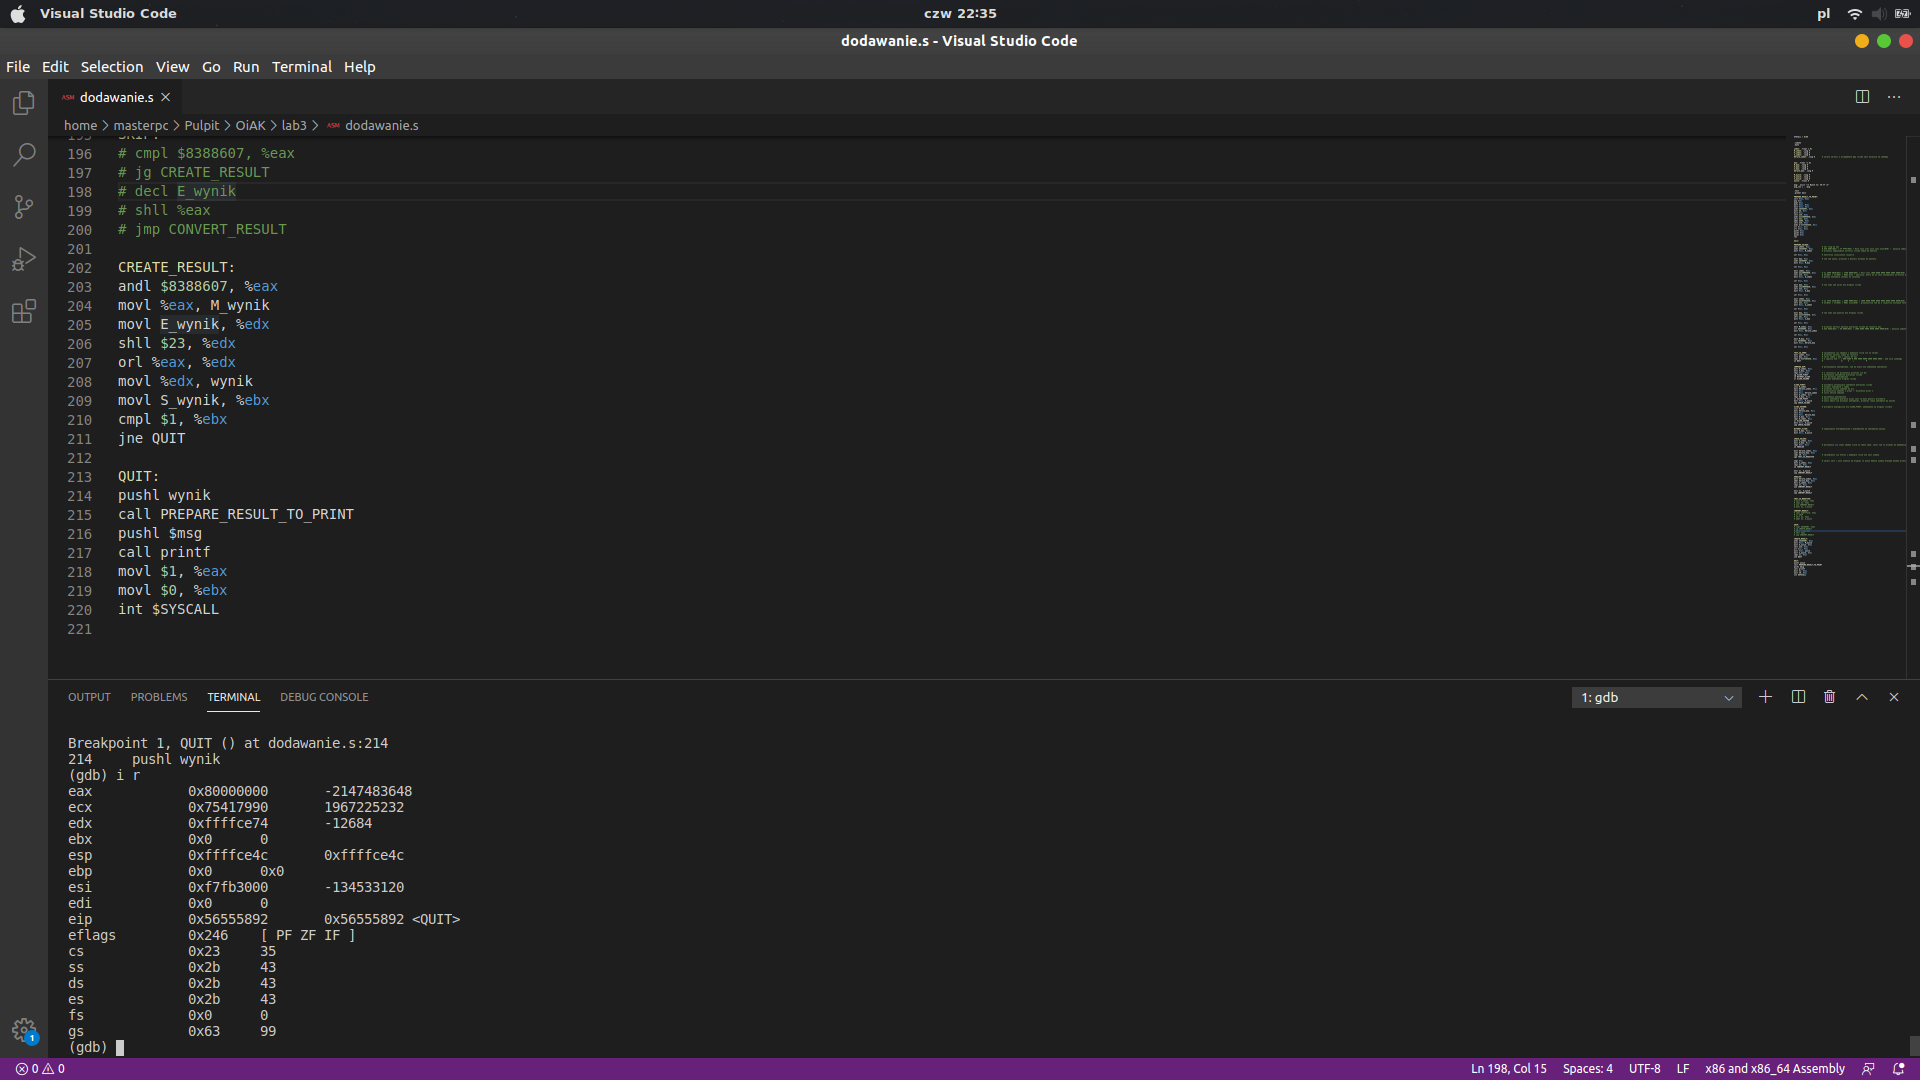 Visual Studio Code
czw 22:35
pl
dodawanie.s - Visual Studio Code
File Edit Selection View Go Run Terminal Help
ASM dodawanie.s
home > masterpc > Pulpit > OiAK > lab3 > ASM dodawanie.s
196 # cmpl $8388607, %eax
197 # jg CREATE_RESULT
198 # decl E_wynik
199 # shll %eax
200 # jmp CONVERT_RESULT
201
202 CREATE_RESULT:
203 andl $8388607, %eax
204 movl %eax, M_wynik
205 movl E_wynik, %edx
206 shll $23, %edx
207 orl %eax, %edx
208 movl %edx, wynik
209 movl S_wynik, %ebx
210 cmpl $1, %ebx
211 jne QUIT
212
213 QUIT:
214 pushl wynik
215 call PREPARE_RESULT_TO_PRINT
216 pushl $msg
217 call printf
218 movl $1, %eax
219 movl $0, %ebx
220 int $SYSCALL
221
OUTPUT PROBLEMS TERMINAL DEBUG CONSOLE
1: gdb
Breakpoint 1, QUIT () at dodawanie.s:214
214 pushl wynik
(gdb) i r
eax 0x80000000 -2147483648
ecx 0x75417990 1967225232
edx 0xffffce74 -12684
ebx 0x0 0
esp 0xffffce4c 0xffffce4c
ebp 0x0 0x0
esi 0xf7fb3000 -134533120
edi 0x0 0
eip 0x56555892 0x56555892 <QUIT>
eflags 0x246 [ PF ZF IF ]
cs 0x23 35
ss 0x2b 43
ds 0x2b 43
es 0x2b 43
fs 0x0 0
gs 0x63 99
(gdb)
1
0 0
Ln 198, Col 15 Spaces: 4 UTF-8 LF x86 and x86_64 Assembly